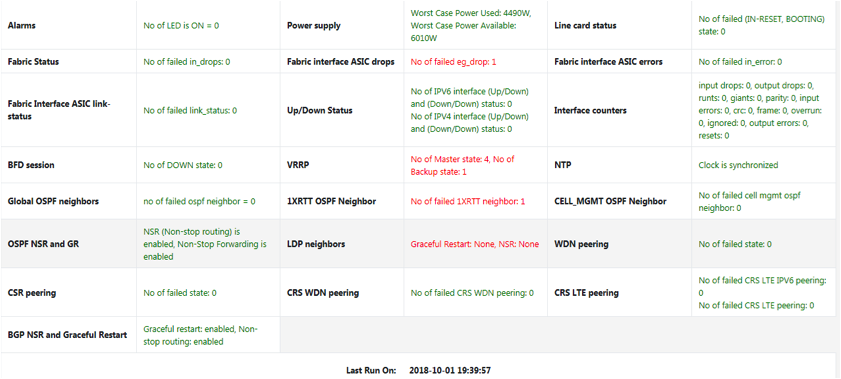 Alarms
No of LED is ON = 0
Power supply
Worst Case Power Used: 4490W,
Worst Case Power Available:
6010W
Line card status
No of failed (IN-RESET, BOOTING)
state: 0
Fabric Status
No of failed in_drops: 0
Fabric interface ASIC drops
No of failed eg_drop: 1
Fabric interface ASIC errors
No of failed in_error: 0
Fabric Interface ASIC link-
status
No of failed link_status: 0
Up/Down Status
No of IPV6 interface (Up/Down)
and (Down/Down) status: 0
No of IPV4 interface (Up/Down)
and (Down/Down) status: 0
Interface counters
input drops: 0, output drops: 0,
runts: 0, giants: 0, parity: 0, input
errors: 0, crc: 0, frame: 0, overrun:
0, ignored: 0, output errors: 0,
resets: 0
BFD session
No of DOWN state: 0
VRRP
No of Master state: 4, No of
Backup state: 1
NTP
Clock is synchronized
Global OSPF neighbors
no of failed ospf neighbor = 0
1XRTT OSPF Neighbor
No of failed 1XRTT neighbor: 1
CELL_MGMT OSPF Neighbor
No of failed cell mgmt ospf
neighbor: 0
OSPF NSR and GR
NSR (Non-stop routing) is
enabled, Non-Stop Forwarding is
enabled
LDP neighbors
Graceful Restart: None, NSR: None
WDN peering
No of failed state: 0
CSR peering
No of failed state: 0
CRS WDN peering
No of failed CRS WDN peering: 0
CRS LTE peering
No of failed CRS LTE IPV6 peering:
0
No of failed CRS LTE peering: 0
BGP NSR and Graceful Restart
Graceful restart: enabled, Non-
stop routing: enabled
Last Run On: 2018-10-01 19:39:57